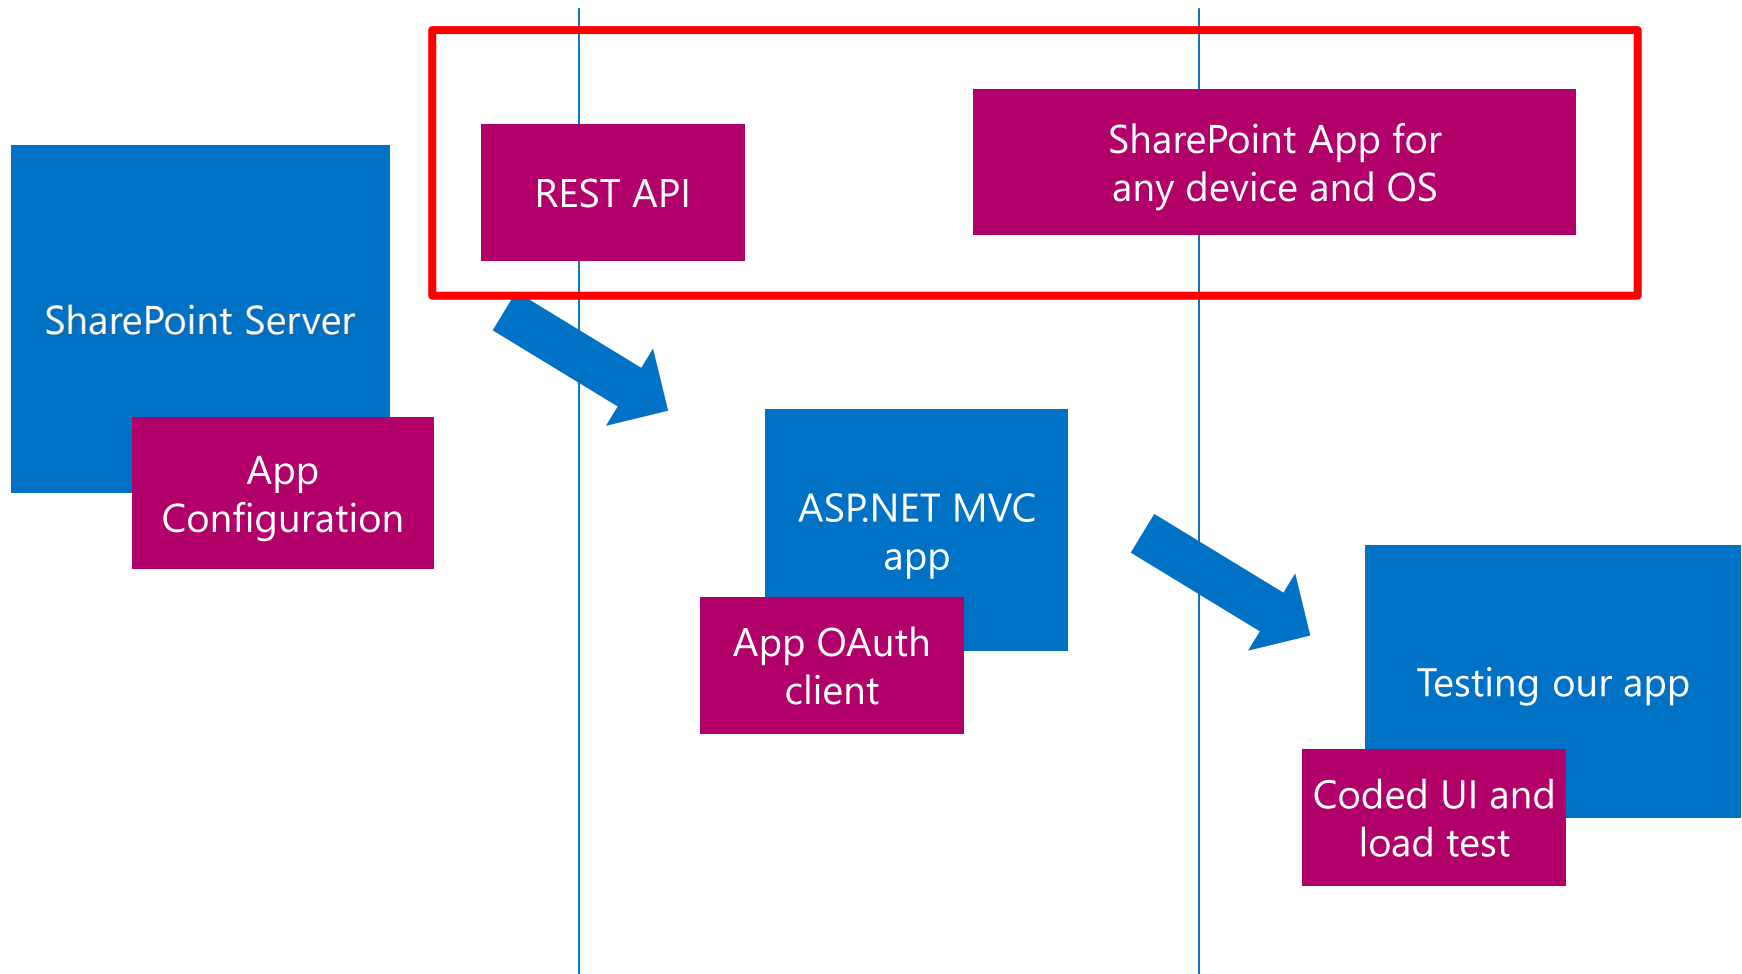 REST API
SharePoint App for
any device and OS
SharePoint Server
App
Configuration
ASP.NET MVC
app
App OAuth
client
Testing our app
Coded UI and
load test